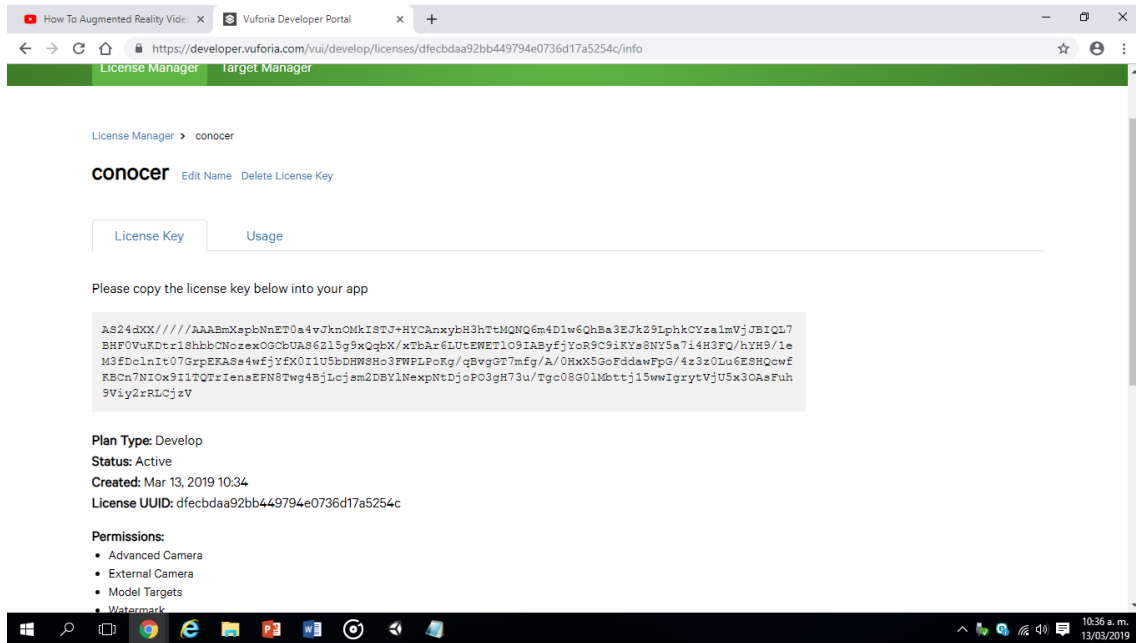 How To Augmented Reality Vide
Vuforia Developer Portal
https://developer.vuforia.com/vui/develop/licenses/dfecbdaa92bb449794e0736d17a5254c/info
License Manager Target Manager
License Manager > conocer
conocer Edit Name Delete License Key
License Key Usage
Please copy the license key below into your app
AS24dXX/////AAABmXspbNnET0a4vJknOMkISTJ+HYCAnxybH3hTtMQNQ6m4D1w6QhBa3EJkZ9LphkCYza1mVjJBIQL7
BHF0VuKDtr1ShbbCNozexOGCbUAS6Zl5g9xQqbX/xTbAr6LUtEWETlO9IAByfjYoR9C9iKYs8NY5a7i4H3FQ/hYH9/1e
M3fDclnIt07GrpEKASs4wfjYfX0I1U5bDHWSHo3FWPLPoKg/qBvgGT7mfg/A/0HxX5GoFddawFpG/4z3z0Lu6ESHQcwf
KBCn7NIOx9I1TQTrIensEPN8Twg4BjLcjsm2DBYlNexpNtDjoPO3gH73u/Tgc08G0lMbttj15wwIgrytVjU5x3OAsFuh
9Viy2rRLCjzV
Plan Type: Develop
Status: Active
Created: Mar 13, 2019 10:34
License UUID: dfecbdaa92bb449794e0736d17a5254c
Permissions:
• Advanced Camera
• External Camera
• Model Targets
• Watermark
10:36 a. m.
13/03/2019